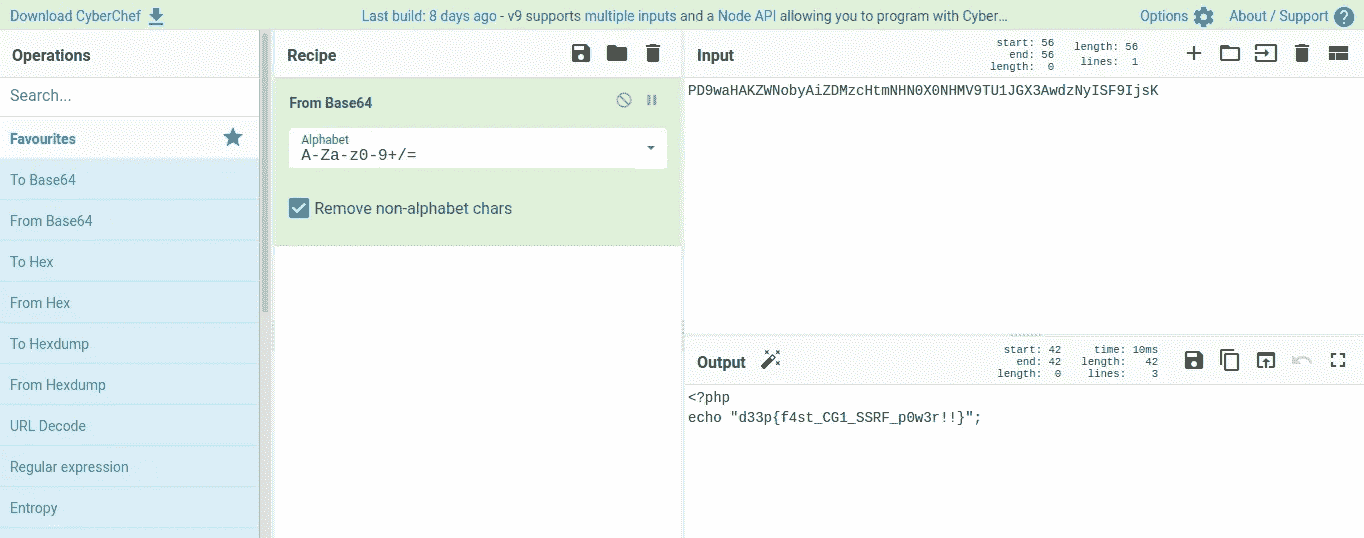 Download CyberChef
Last build: 8 days ago - v9 supports multiple inputs and a Node API allowing you to program with Cyber...
Options
About / Support ?
Operations
Search...
Favourites
To Base64
From Base64
To Hex
From Hex
To Hexdump
From Hexdump
URL Decode
Regular expression
Entropy
Recipe
From Base64
Alphabet
A-Za-z0-9+/=
Remove non-alphabet chars
Input
start: 56
end: 56
length: 0
length: 56
lines: 1
PD9waHAKZWNobyAiZDMzcHtmNHN0X0NHMV9TU1JGX3AwdzNyISF9IjsK
Output
start: 42
end: 42
length: 0
time: 10ms
length: 42
lines: 3
<?php
echo "d33p{f4st_CG1_SSRF_p0w3r!!}";